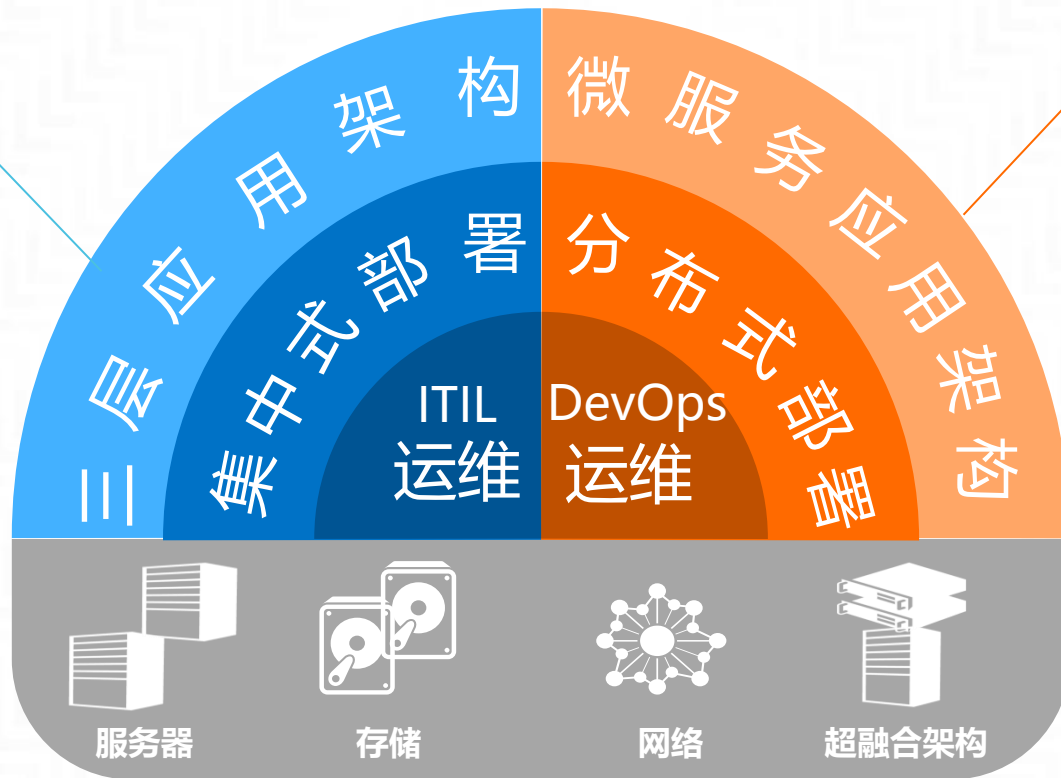 三层应用架构
微服务应用架构
集中式部署
分布式部署
ITIL
运维
DevOps
运维
服务器
存储
网络
超融合架构